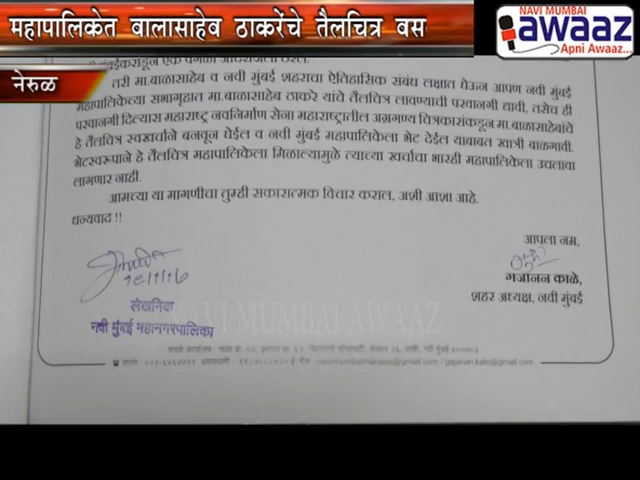 महापालिकेत बाळासाहेब ठाकरेंचे तैलचित्र बस
NAVI MUMBAI
awaaz
Apni Awaaz...
नेरुळ
तरी मा.बाळासाहेब व नवी मुंबई शहराचा ऐतिहासिक संबंध लक्षात घेऊन आपण नवी मुंबई
महापालिकेच्या सभागृहात मा.बाळासाहेब ठाकरे यांचे तैलचित्र लावण्याची परवानगी द्यावी, तसेच ही
परवानगी दिल्यास महाराष्ट्र नवनिर्माण सेना महाराष्ट्रातील अग्रगण्य चित्रकारांकडून मा.बाळासाहेबांचे
हे तैलचित्र स्वखर्चाने बनवून घेईल व नवी मुंबई महापालिकेला भेट देईल याबाबत खात्री बाळगावी.
भेटस्वरूपाने हे तैलचित्र महापालिकेला मिळाल्यामुळे त्याच्या खर्चाचा भारही महापालिकेला उचलावा
लागणार नाही.
आमच्या या मागणीचा तुम्ही सकारात्मक विचार कराल, अशी आशा आहे.
धन्यवाद !!
आपला नम्र,
गजानन काळे,
शहर अध्यक्ष, नवी मुंबई
लेखनिक
नवी मुंबई महानगरपालिका
NAVI MUMBAI AWAAZ